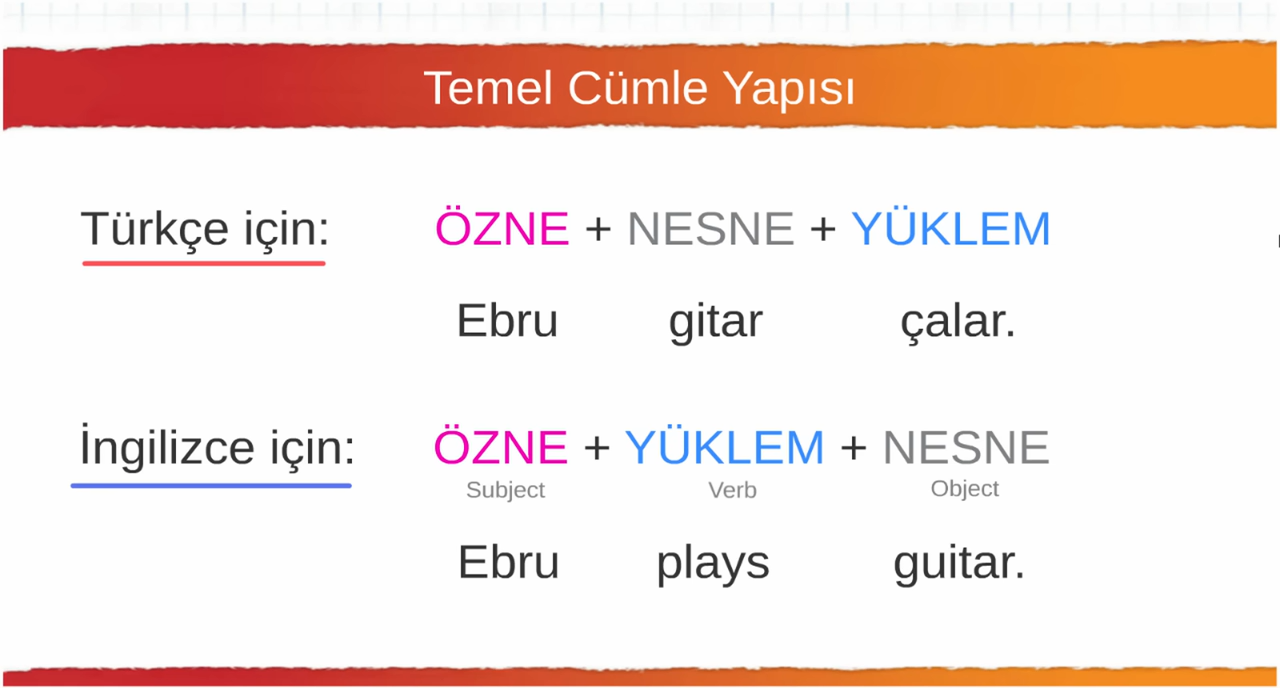 Temel Cümle Yapısı
Türkçe için: ÖZNE + NESNE + YÜKLEM
Ebru gitar çalar.
İngilizce için: ÖZNE + YÜKLEM + NESNE
Subject Verb Object
Ebru plays guitar.